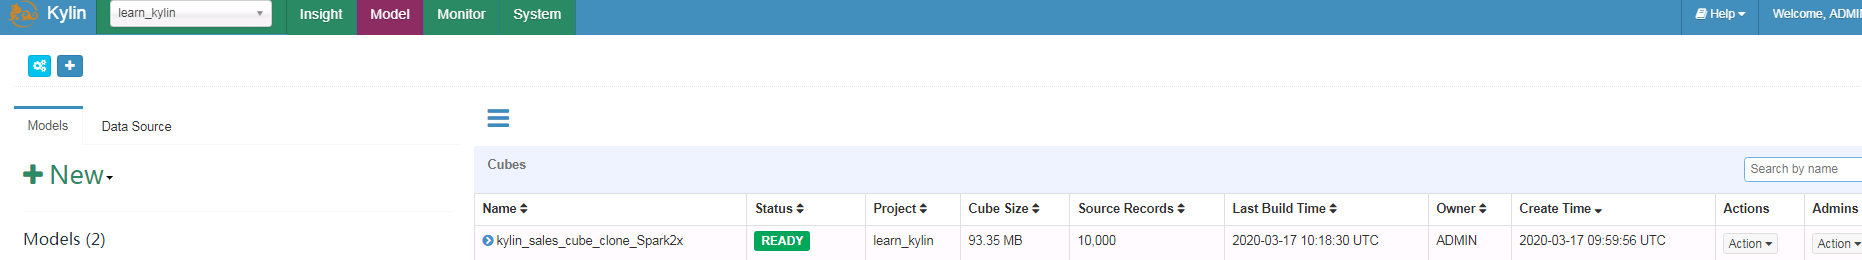 Kylin learn_kylin Insight Model Monitor System Help Welcome, ADMIN
Models Data Source
New
Cubes Search by name
Name Status Project Cube Size Source Records Last Build Time Owner Create Time Actions Admins
Models (2)
kylin_sales_cube_clone_Spark2x READY learn_kylin 93.35 MB 10,000 2020-03-17 10:18:30 UTC ADMIN 2020-03-17 09:59:56 UTC Action Action